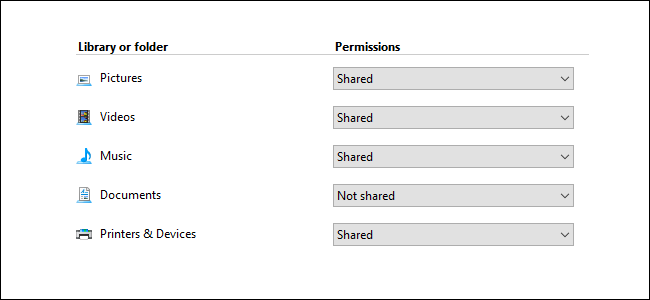 Library or folder Permissions
Pictures Shared
Videos Shared
Music Shared
Documents Not shared
Printers & Devices Shared